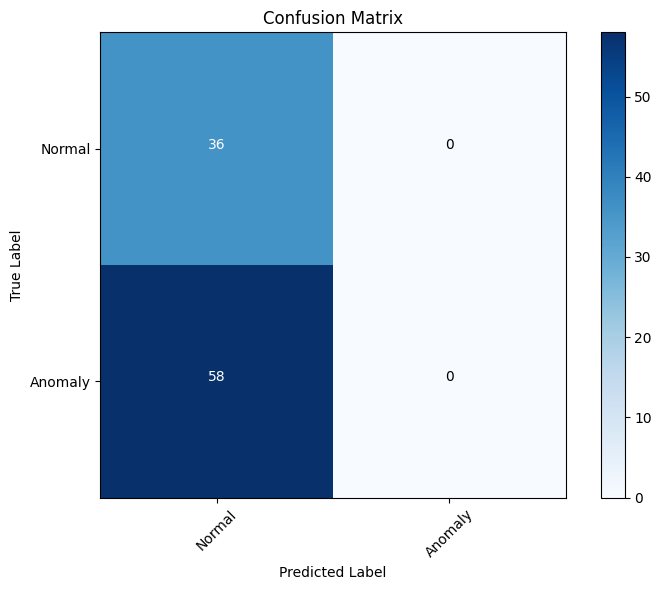 Confusion Matrix
True Label
Normal
Anomaly
36
0
58
0
Normal
Anomaly
Predicted Label
50
40
30
20
10
0